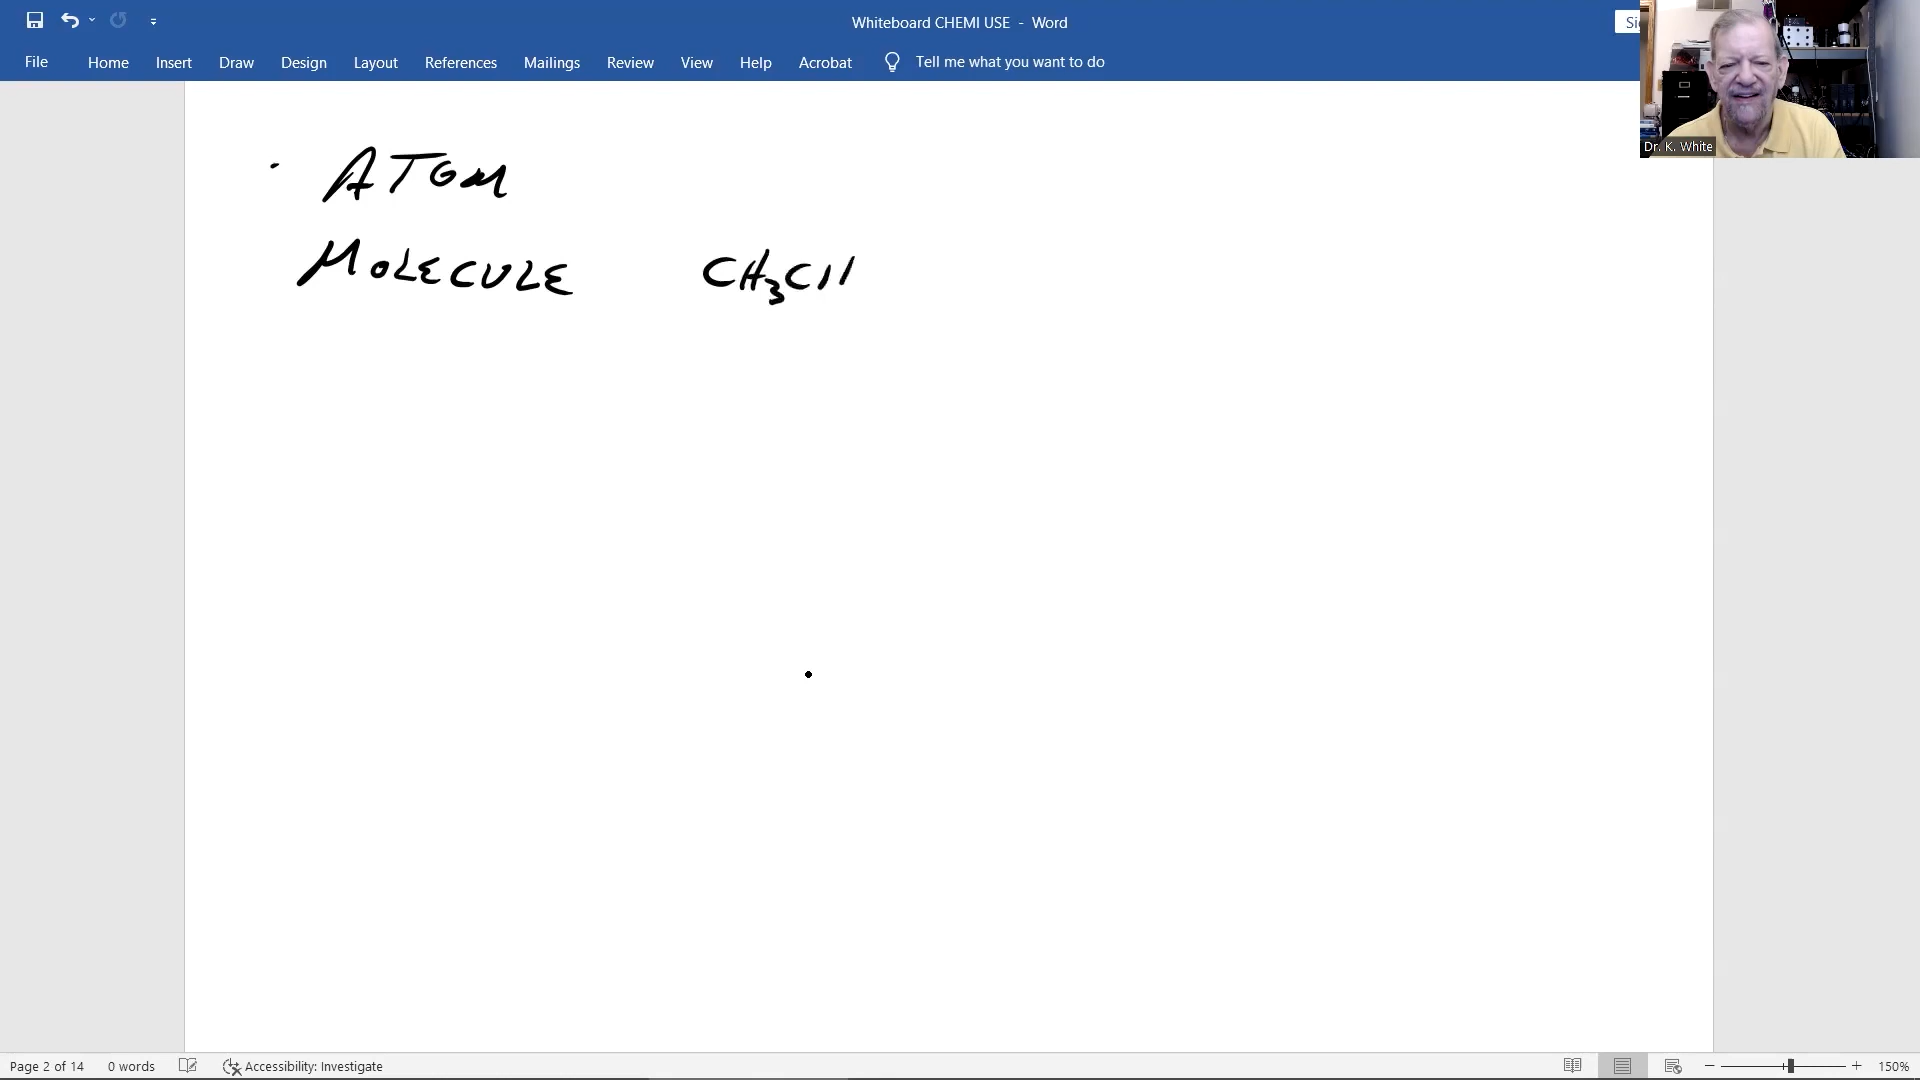 Whiteboard CHEMI USE - Word
File Home Insert Draw Design Layout References Mailings Review View Help Acrobat Tell me what you want to do
Dr. K. White
ATOM
MOLECULE CH₃C
Page 2 of 14 0 words Accessibility: Investigate 150%